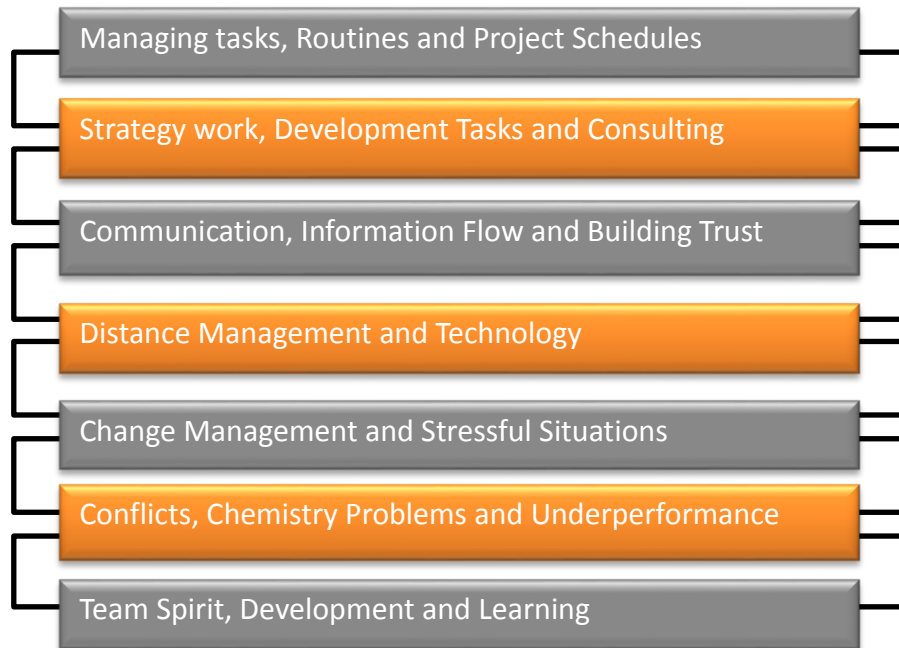 Managing tasks, Routines and Project Schedules
Strategy work, Development Tasks and Consulting
Communication, Information Flow and Building Trust
Distance Management and Technology
Change Management and Stressful Situations
Conflicts, Chemistry Problems and Underperformance
Team Spirit, Development and Learning